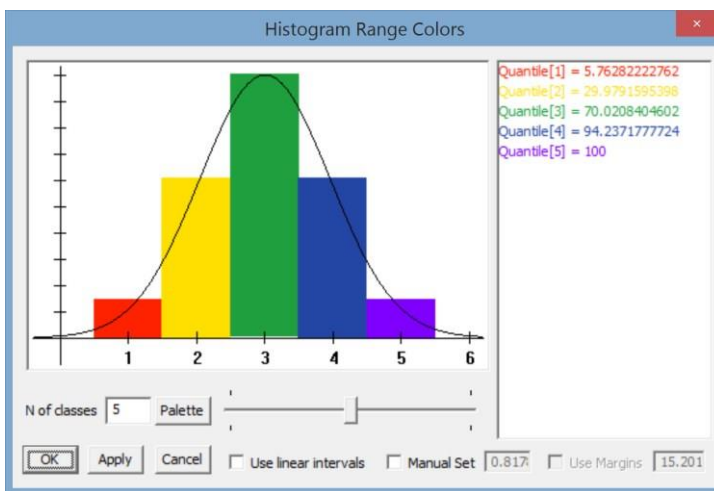 Histogram Range Colors
×
Quantile[1] = 5.76282222762
Quantile[2] = 29.9791595398
Quantile[3] = 70.0208404602
Quantile[4] = 94.2371777724
Quantile[5] = 100
1 2 3 4 5 6
N of classes 5 Palette
OK Apply Cancel Use linear intervals Manual Set 0.817 Use Margins 15.201